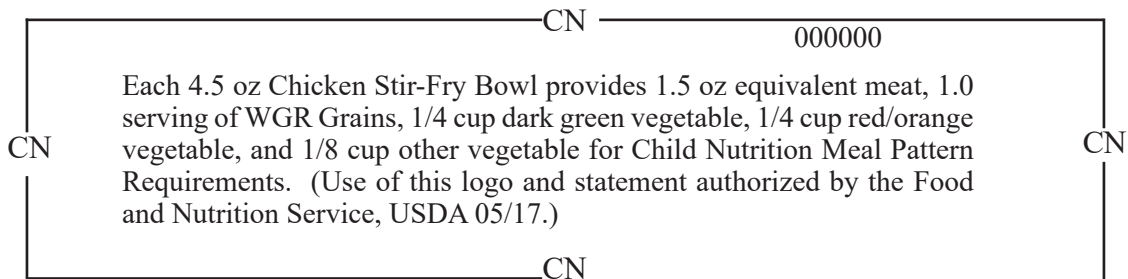 CN
000000
Each 4.5 oz Chicken Stir-Fry Bowl provides 1.5 oz equivalent meat, 1.0
serving of WGR Grains, 1/4 cup dark green vegetable, 1/4 cup red/orange
vegetable, and 1/8 cup other vegetable for Child Nutrition Meal Pattern
Requirements. (Use of this logo and statement authorized by the Food
and Nutrition Service, USDA 05/17.)
CN
CN
CN